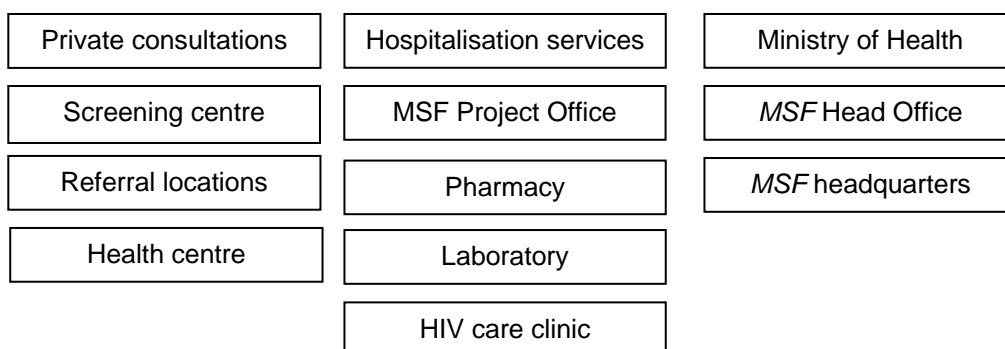 Private consultations
Hospitalisation services
Ministry of Health
Screening centre
MSF Project Office
MSF Head Office
Referral locations
Pharmacy
MSF headquarters
Health centre
Laboratory
HIV care clinic